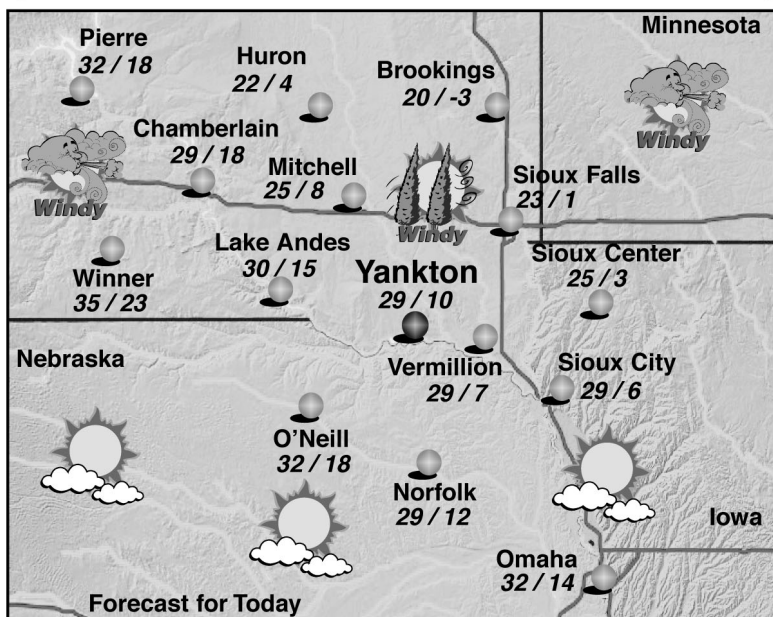 Pierre
32 / 18
Huron
22 / 4
Brookings
20 / -3
Minnesota
Windy
Chamberlain
29 / 18
Mitchell
25 / 8
Windy
Sioux Falls
23 / 1
Windy
Winner
35 / 23
Lake Andes
30 / 15
Yankton
29 / 10
Sioux Center
25 / 3
Nebraska
Vermillion
29 / 7
Sioux City
29 / 6
O'Neill
32 / 18
Norfolk
29 / 12
Iowa
Omaha
32 / 14
Forecast for Today